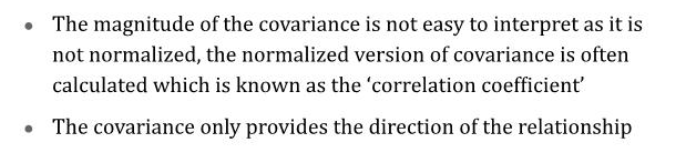 • The magnitude of the covariance is not easy to interpret as it is
not normalized, the normalized version of covariance is often
calculated which is known as the ‘correlation coefficient’
• The covariance only provides the direction of the relationship